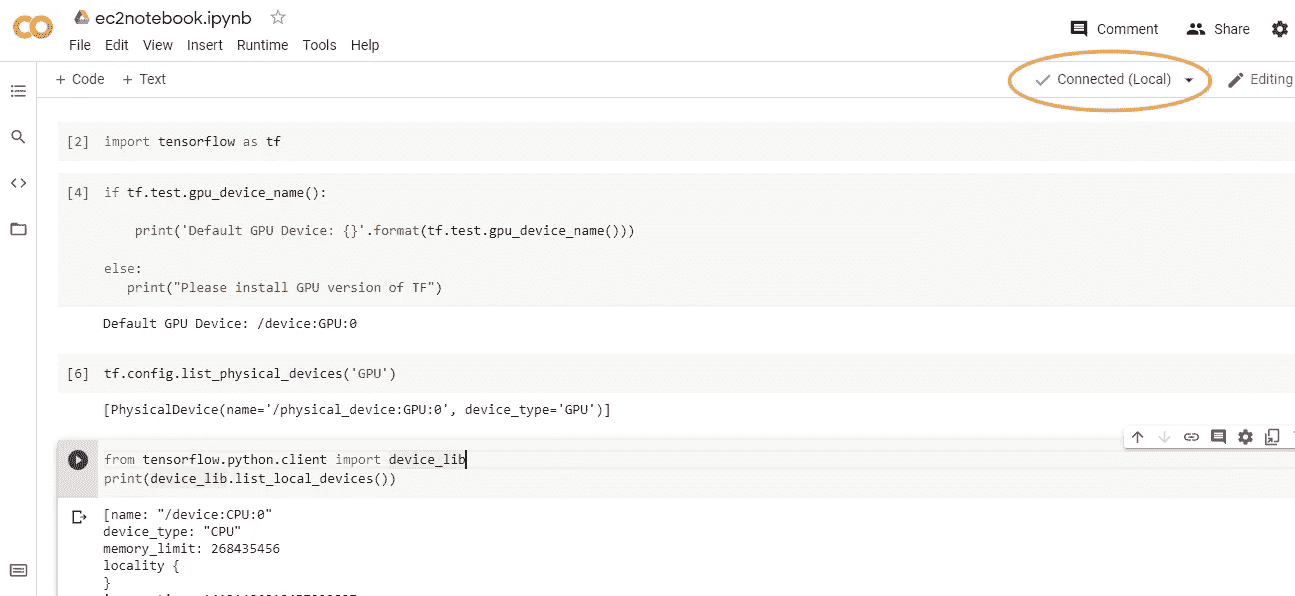 ec2notebook.ipynb
File Edit View Insert Runtime Tools Help
Comment Share
+ Code + Text
Connected (Local) Editing
[2] import tensorflow as tf
[4] if tf.test.gpu_device_name():
print('Default GPU Device: {}'.format(tf.test.gpu_device_name()))
else:
print("Please install GPU version of TF")
Default GPU Device: /device:GPU:0
[6] tf.config.list_physical_devices('GPU')
[PhysicalDevice(name='/physical_device:GPU:0', device_type='GPU')]
from tensorflow.python.client import device_lib
print(device_lib.list_local_devices())
[name: "/device:CPU:0"
device_type: "CPU"
memory_limit: 268435456
locality {
}